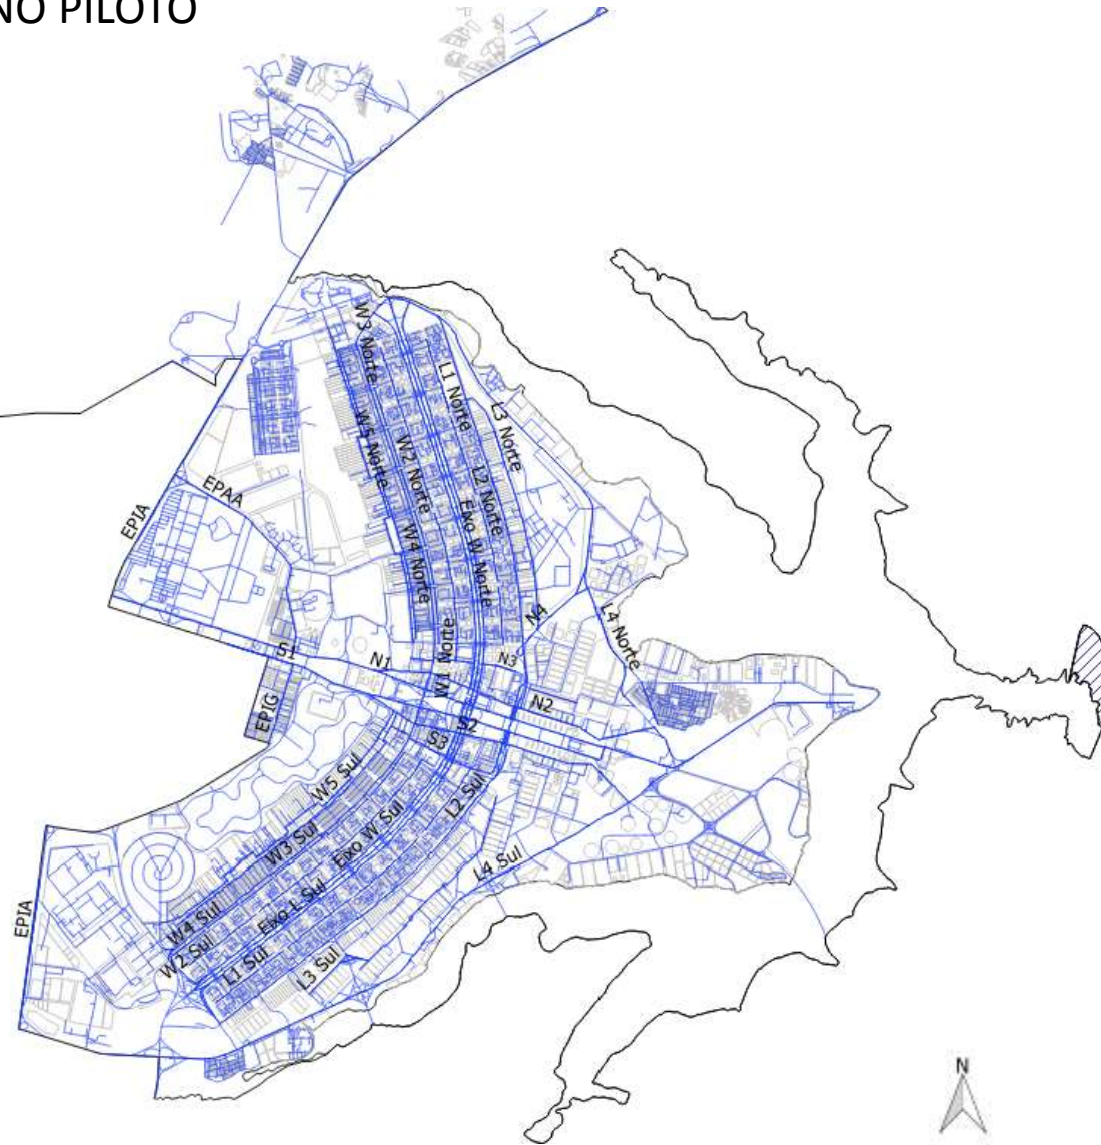 NO PILOTO
W3 Norte
L1 Norte
L3 Norte
W5 Norte
W2 Norte
L2 Norte
EPAA
EPIA
Eixo W Norte
W4 Norte
N4
L4 Norte
W1 Norte
S1
N1
N3
EPIG
N2
S2
S3
W5 Sul
L2 Sul
Eixo W Sul
W3 Sul
L4 Sul
EPIA
W4 Sul
Eixo L Sul
W2 Sul
L1 Sul
L3 Sul
N